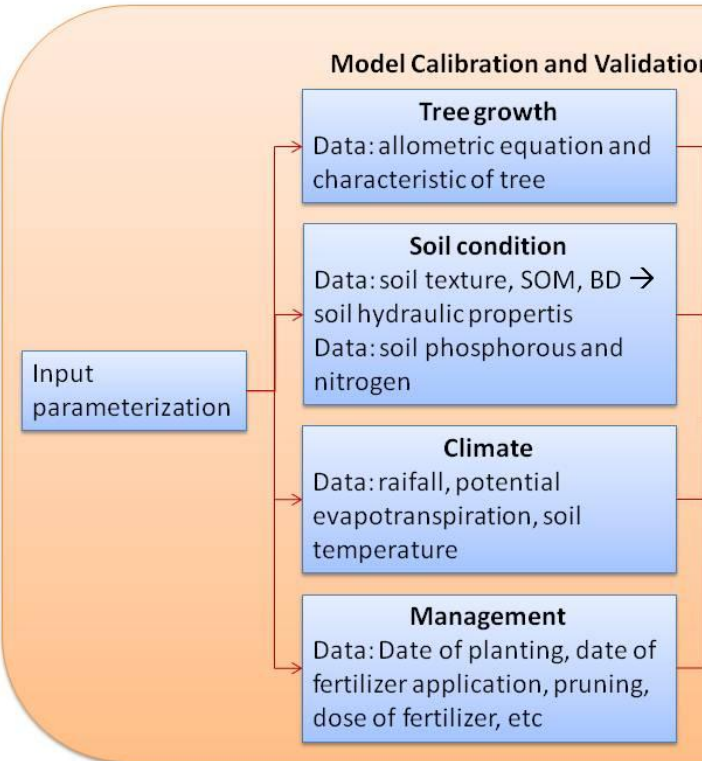 Model Calibration and Validation
Tree growth
Data: allometric equation and
characteristic of tree
Soil condition
Data: soil texture, SOM, BD →
soil hydraulic propertis
Data: soil phosphorous and
nitrogen
Input
parameterization
Climate
Data: raifall, potential
evapotranspiration, soil
temperature
Management
Data: Date of planting, date of
fertilizer application, pruning,
dose of fertilizer, etc